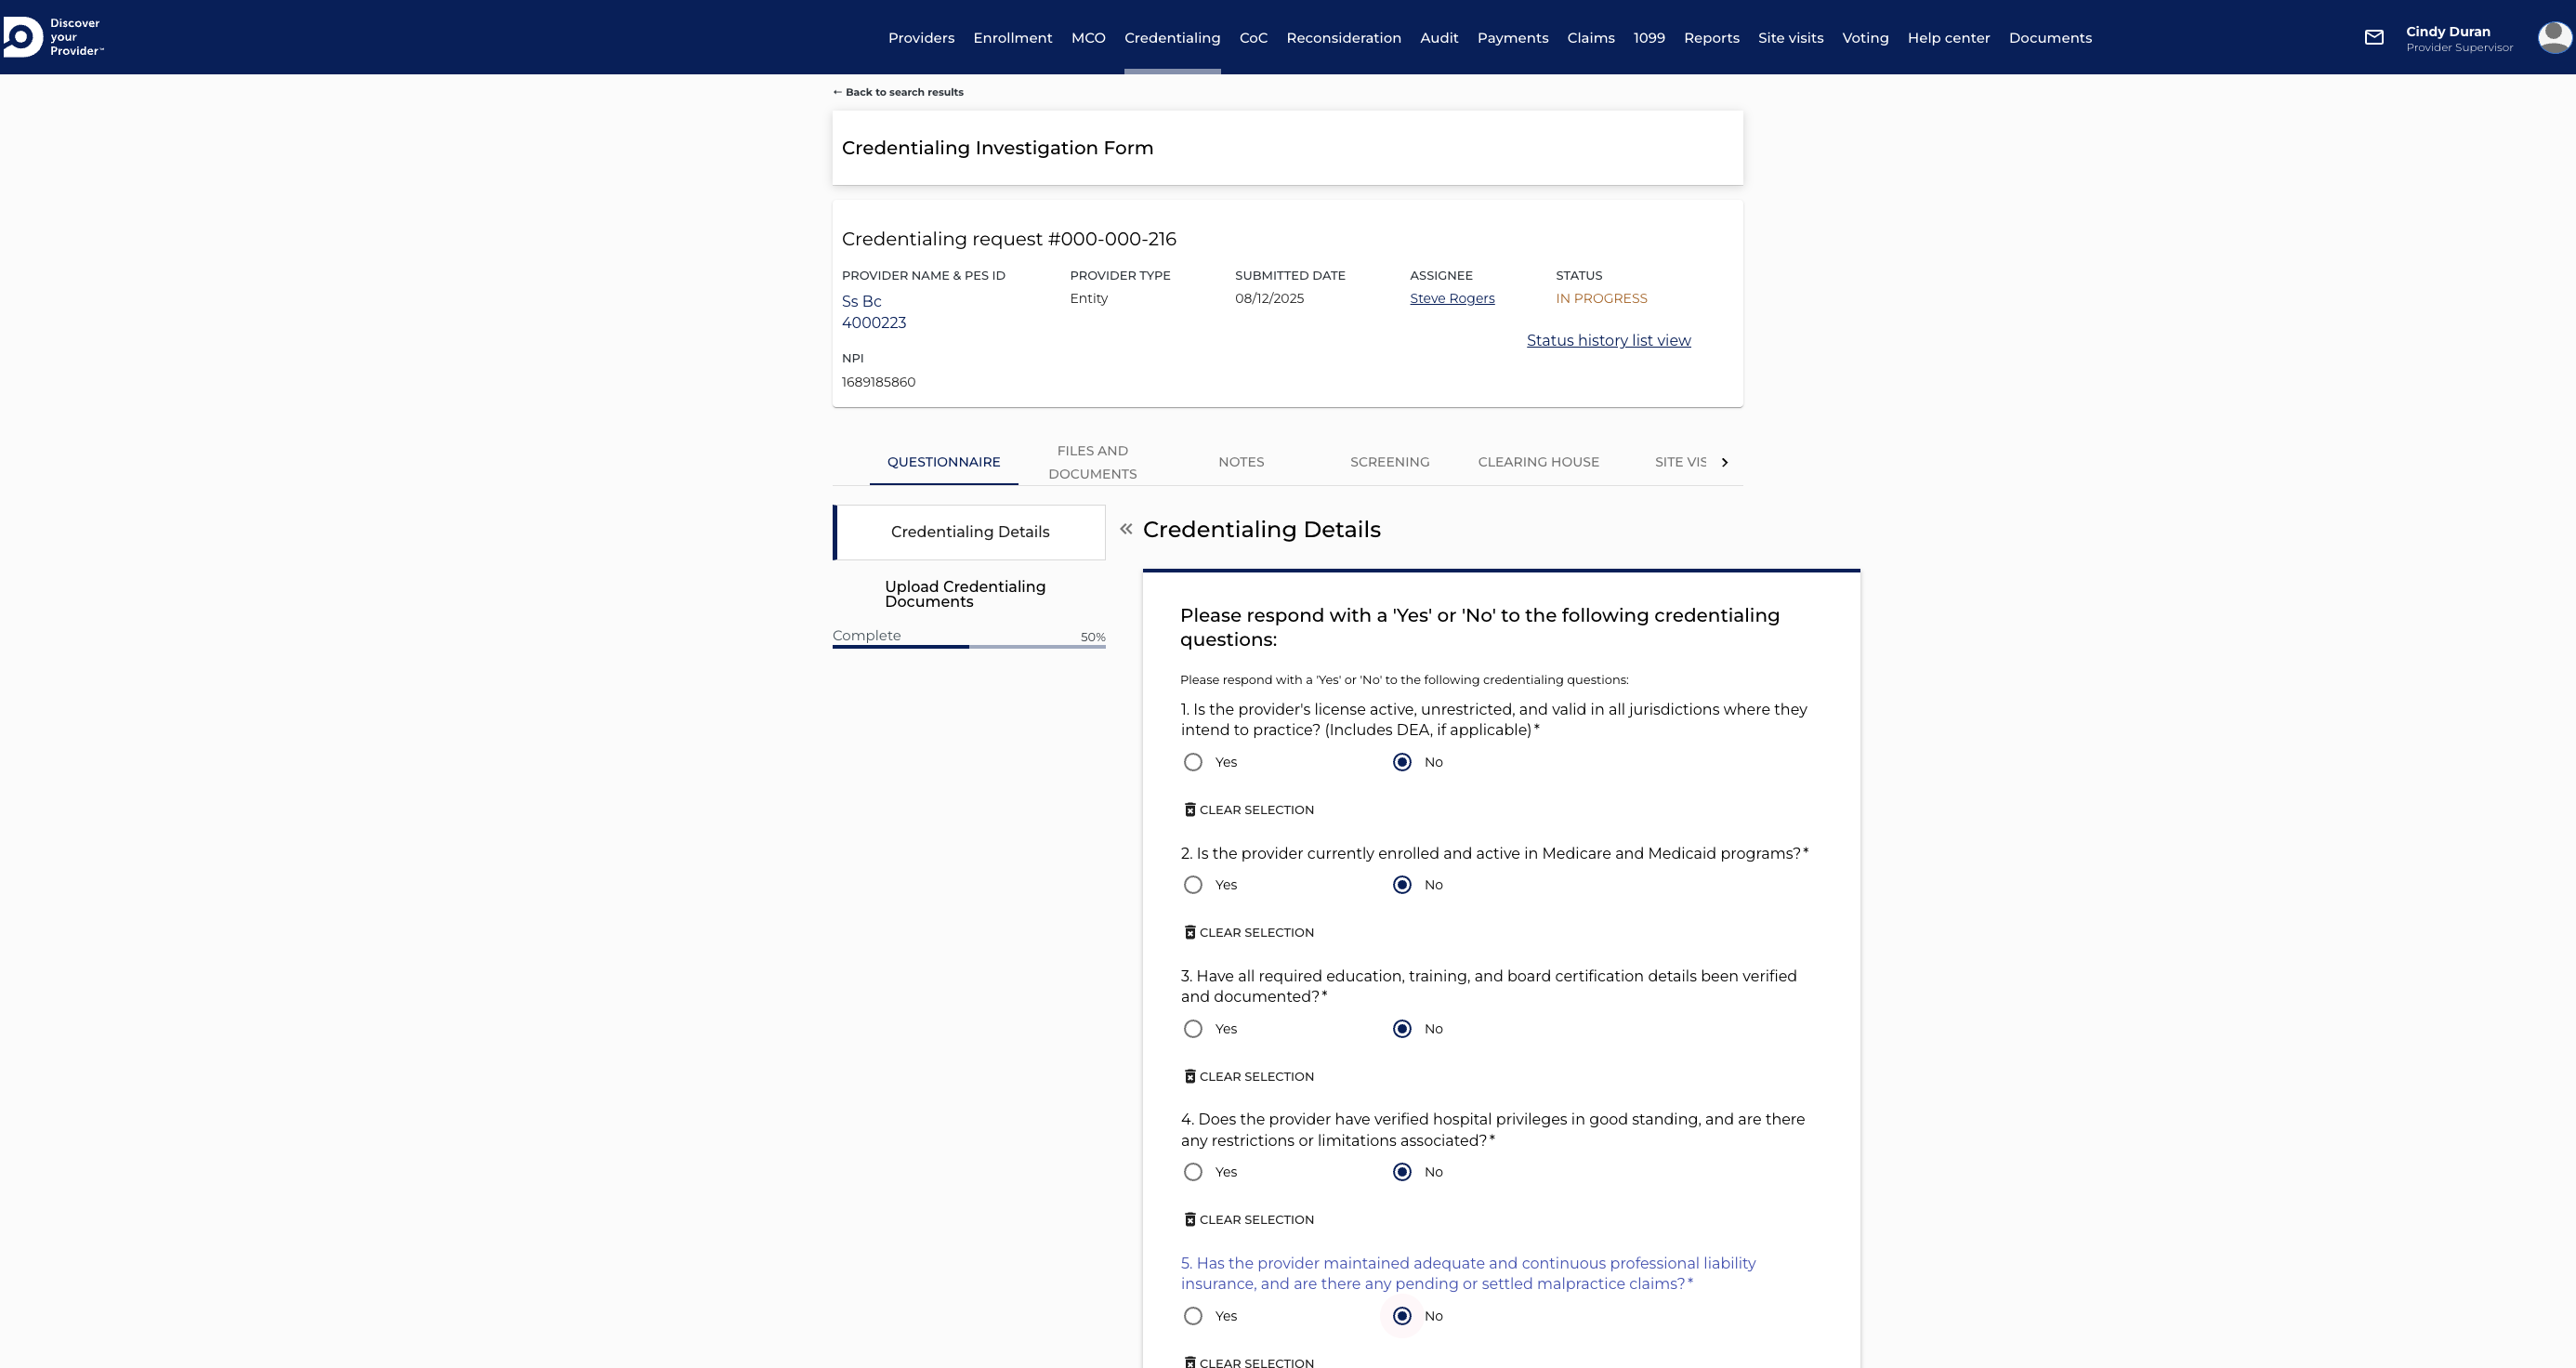 Discover
your
Provider™
Providers Enrollment MCO Credentialing CoC Reconsideration Audit Payments Claims 1099 Reports Site visits Voting Help center Documents
Cindy Duran
Provider Supervisor
← Back to search results
Credentialing Investigation Form
Credentialing request #000-000-216
PROVIDER NAME & PES ID PROVIDER TYPE SUBMITTED DATE ASSIGNEE STATUS
Ss Bc Entity 08/12/2025 Steve Rogers IN PROGRESS
4000223
Status history list view
NPI
1689185860
QUESTIONNAIRE FILES AND DOCUMENTS NOTES SCREENING CLEARING HOUSE SITE VIS
Credentialing Details
Upload Credentialing
Documents
Complete 50%
Credentialing Details
Please respond with a 'Yes' or 'No' to the following credentialing
questions:
Please respond with a 'Yes' or 'No' to the following credentialing questions:
1. Is the provider's license active, unrestricted, and valid in all jurisdictions where they
intend to practice? (Includes DEA, if applicable) *
Yes No
CLEAR SELECTION
2. Is the provider currently enrolled and active in Medicare and Medicaid programs? *
Yes No
CLEAR SELECTION
3. Have all required education, training, and board certification details been verified
and documented? *
Yes No
CLEAR SELECTION
4. Does the provider have verified hospital privileges in good standing, and are there
any restrictions or limitations associated? *
Yes No
CLEAR SELECTION
5. Has the provider maintained adequate and continuous professional liability
insurance, and are there any pending or settled malpractice claims? *
Yes No
CLEAR SELECTION